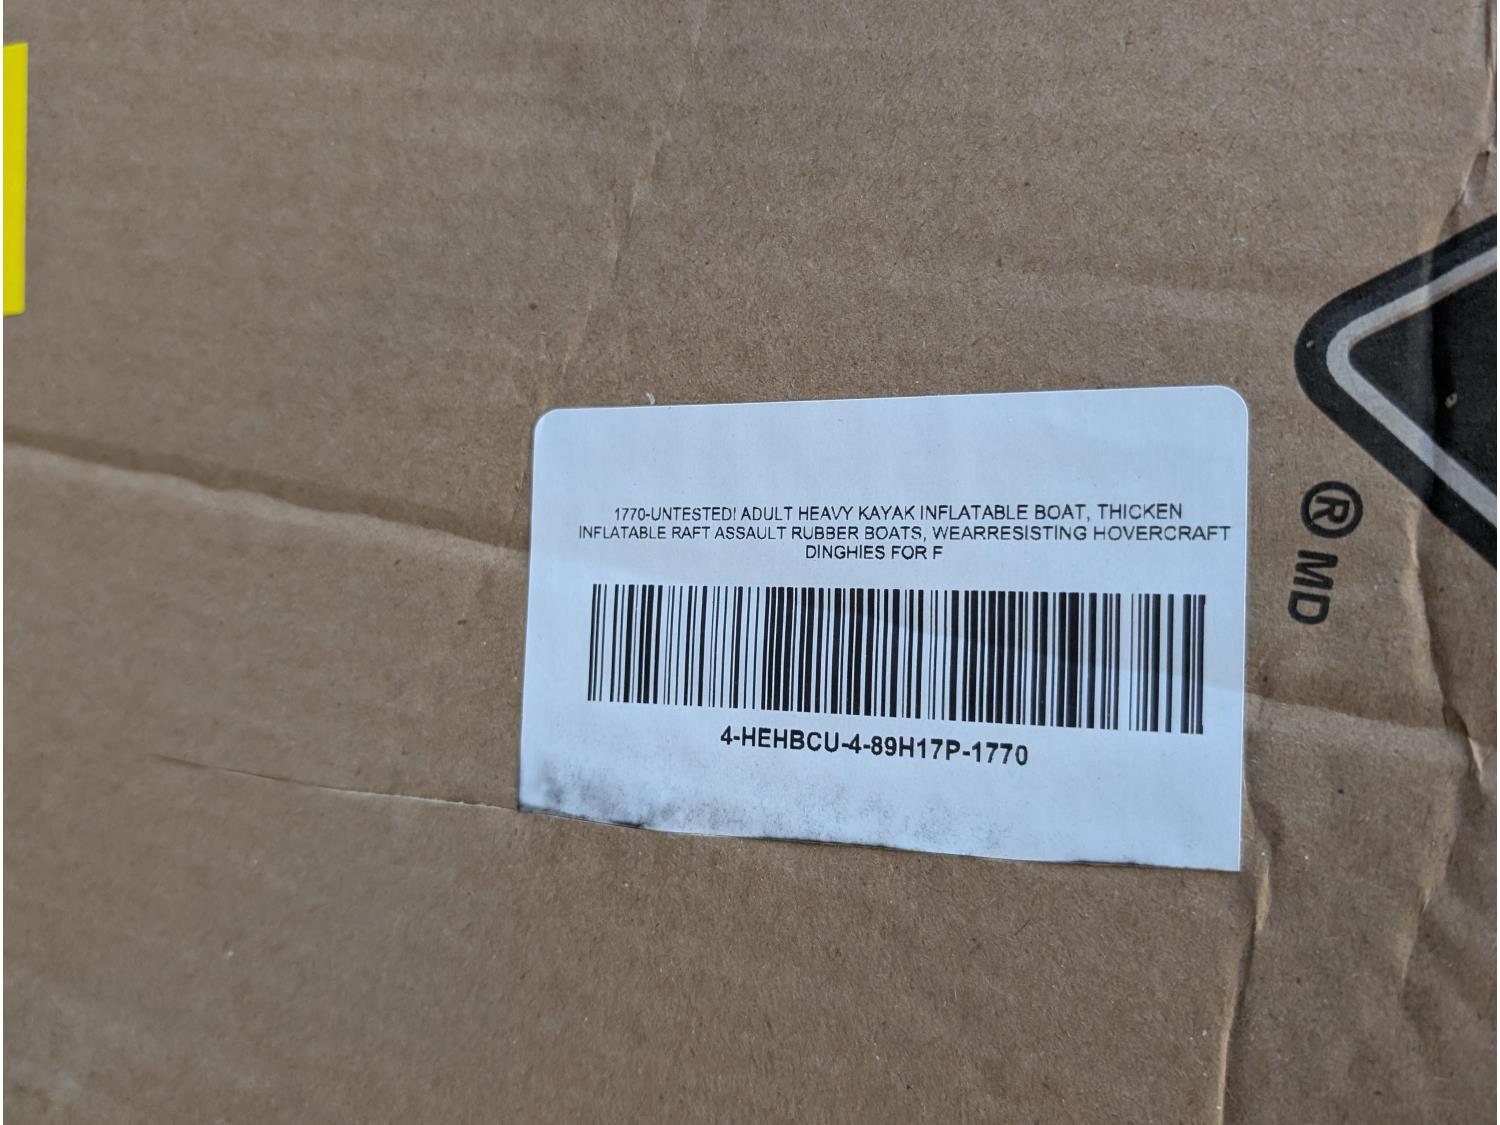 1770-UNTESTED! ADULT HEAVY KAYAK INFLATABLE BOAT, THICKEN
INFLATABLE RAFT ASSAULT RUBBER BOATS, WEARRESISTING HOVERCRAFT
DINGHIES FOR F
4-HEHBCU-4-89H17P-1770
® MD